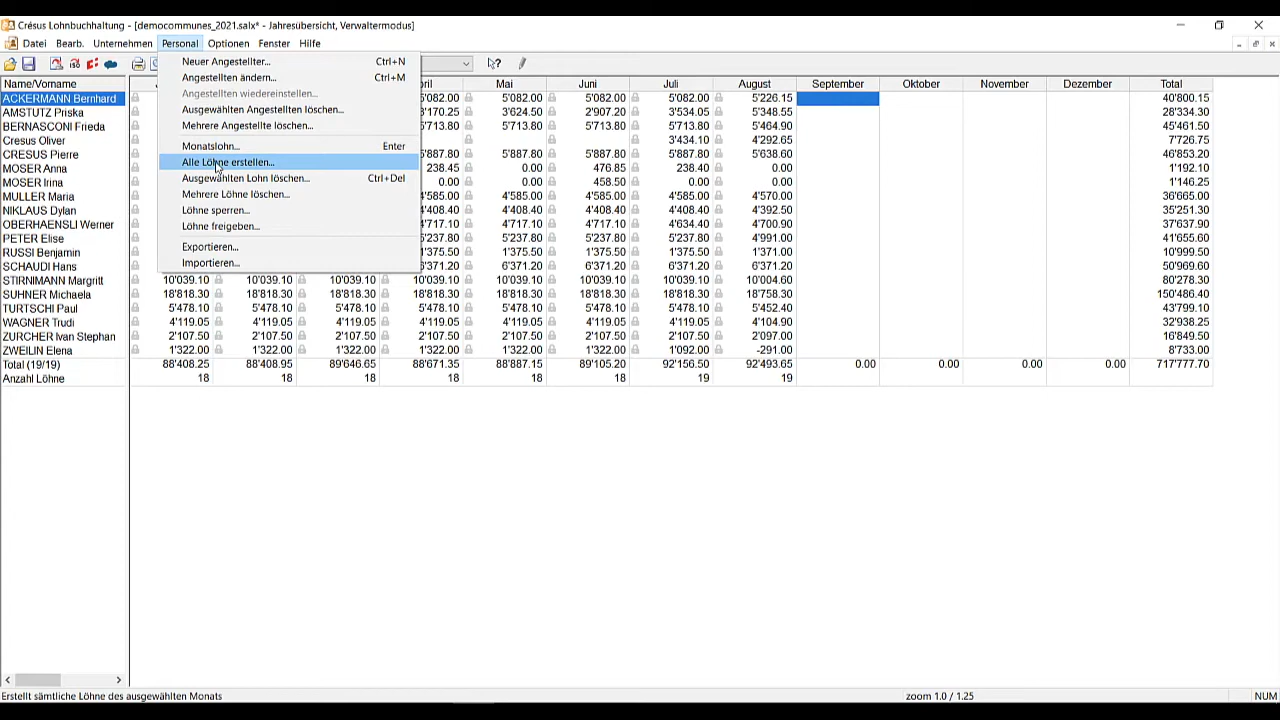 Crésus Lohnbuchhaltung - [democommunes_2021.salx* - Jahresübersicht, Verwaltermodus]
Datei Bearb. Unternehmen Personal Optionen Fenster Hilfe
Neuer Angestellter... Ctrl+N
Angestellten ändern... Ctrl+M
Angestellten wiedereinstellen...
Ausgewählten Angestellten löschen...
Mehrere Angestellte löschen...
Monatslohn... Enter
Alle Löhne erstellen...
Ausgewählten Lohn löschen... Ctrl+Del
Mehrere Löhne löschen...
Löhne sperren...
Löhne freigeben...
Exportieren...
Importieren...
Name/Vorname Mai Juni Juli August September Oktober November Dezember Total
ACKERMANN Bernhard 5'082.00 5'082.00 5'082.00 5'226.15 40'800.15
AMSTUTZ Priska 3'624.50 2'907.20 3'534.05 5'348.55 28'334.30
BERNASCONI Frieda 5'713.80 5'713.80 5'713.80 5'464.90 45'461.50
Cresus Oliver 3'434.10 4'292.65 7'726.75
CRESUS Pierre 5'887.80 5'887.80 5'887.80 5'638.60 46'853.20
MOSER Anna 238.45 0.00 476.85 238.40 0.00 1'192.10
MOSER Irina 0.00 0.00 458.50 0.00 0.00 1'146.25
MULLER Maria 4'585.00 4'585.00 4'585.00 4'570.00 36'665.00
NIKLAUS Dylan 4'408.40 4'408.40 4'408.40 4'392.50 35'251.30
OBERHAENSLI Werner 4'717.10 4'717.10 4'717.10 4'700.90 37'637.90
PETER Elise 5'237.80 5'237.80 5'237.80 4'991.00 41'655.60
RUSSI Benjamin 1'375.50 1'375.50 1'375.50 1'375.50 10'999.50
SCHAUDI Hans 6'371.20 6'371.20 6'371.20 6'371.20 50'969.60
STIRNIMANN Margritt 10'039.10 10'039.10 10'039.10 10'039.10 10'039.10 10'039.10 10'039.10 10'004.60 80'278.30
SUHNER Michaela 18'818.30 18'818.30 18'818.30 18'818.30 18'818.30 18'818.30 18'818.30 18'758.30 150'486.40
TURTSCHI Paul 5'478.10 5'478.10 5'478.10 5'478.10 5'478.10 5'478.10 5'478.10 5'452.40 43'799.10
WAGNER Trudi 4'119.05 4'119.05 4'119.05 4'119.05 4'119.05 4'119.05 4'119.05 4'104.90 32'938.25
ZURCHER Ivan Stephan 2'107.50 2'107.50 2'107.50 2'107.50 2'107.50 2'107.50 2'107.50 2'097.00 16'849.50
ZWEILIN Elena 1'322.00 1'322.00 1'322.00 1'322.00 1'322.00 1'322.00 1'092.00 -291.00 8'733.00
Total (19/19) 88'408.25 88'408.95 89'646.65 88'671.35 88'887.15 89'105.20 92'156.50 92'493.65 0.00 0.00 0.00 0.00 717'777.70
Anzahl Löhne 18 18 18 18 18 18 19 19
Erstellt sämtliche Löhne des ausgewählten Monats zoom 1.0 / 1.25 NUM